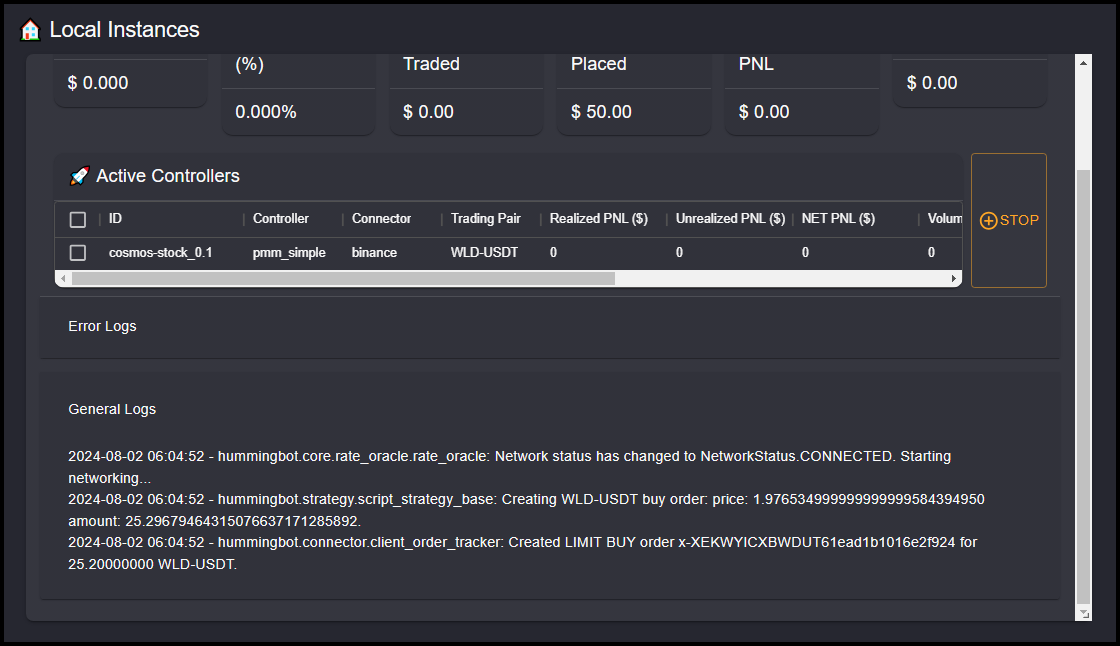 Local Instances
(%) Traded Placed PNL
$ 0.000 $ 0.00
0.000% $ 0.00 $ 50.00 $ 0.00
Active Controllers
ID Controller Connector Trading Pair Realized PNL ($) Unrealized PNL ($) NET PNL ($) Volum
STOP
cosmos-stock_0.1 pmm_simple binance WLD-USDT 0 0 0 0
Error Logs
General Logs
2024-08-02 06:04:52 - hummingbot.core.rate_oracle.rate_oracle: Network status has changed to NetworkStatus.CONNECTED. Starting
networking...
2024-08-02 06:04:52 - hummingbot.strategy.script_strategy_base: Creating WLD-USDT buy order: price: 1.976534999999999999584394950
amount: 25.29679464315076637171285892.
2024-08-02 06:04:52 - hummingbot.connector.client_order_tracker: Created LIMIT BUY order x-XEKWYICXBWDUT61ead1b1016e2f924 for
25.20000000 WLD-USDT.